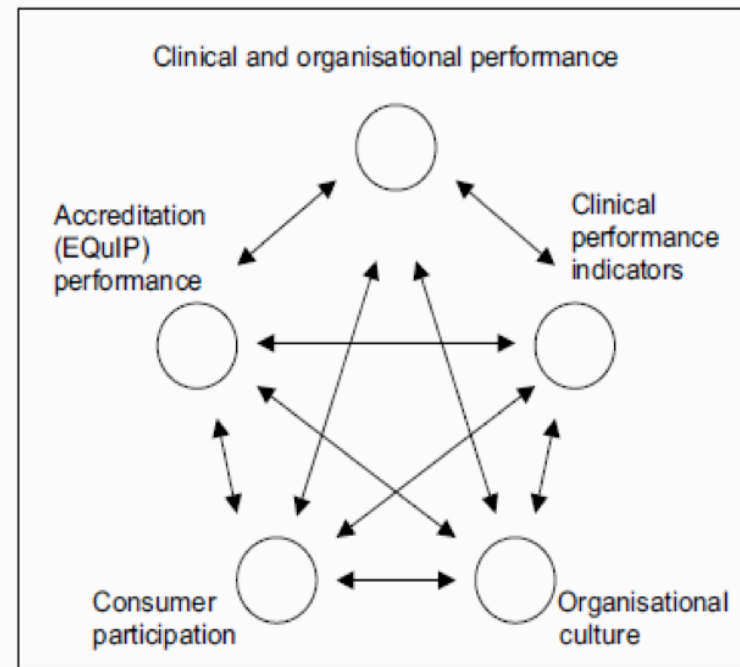 Clinical and organisational performance
Accreditation
(EQuIP)
performance
Clinical
performance
indicators
Consumer
participation
Organisational
culture